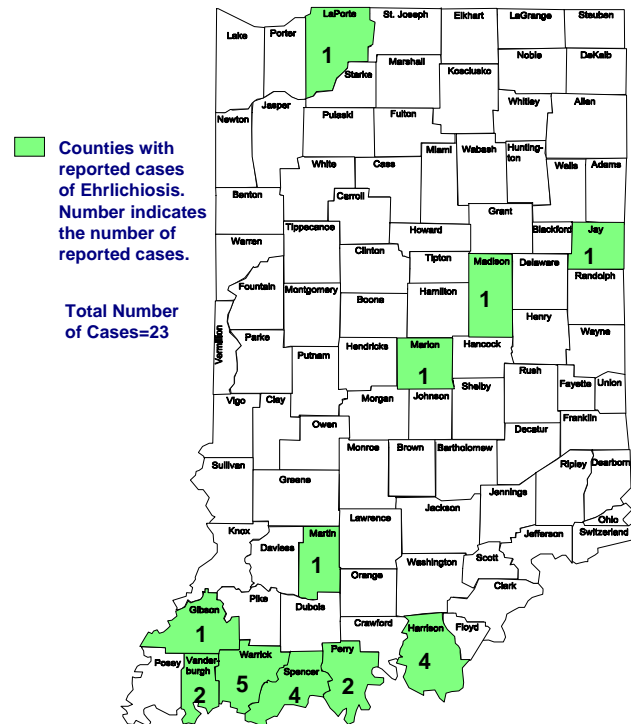 LaPorte
St. Joseph
Elkhart
LaGrange
Steuben
Lake
Porter
1
Noble
DeKalb
Marshall
Starke
Kosciusko
Whitley
Allen
Jasper
Newton
Pulaski
Fulton
Counties with
reported cases
of Ehrlichiosis.
Number indicates
the number of
reported cases.
Miami
Wabash
Hunting-
ton
White
Cass
Wells
Adams
Benton
Carroll
Grant
Tippecanoe
Howard
Blackford
Jay
1
Warren
Clinton
Tipton
Madison
1
Delaware
Randolph
Total Number
of Cases=23
Fountain
Montgomery
Boone
Hamilton
Henry
Wayne
Vermillion
Parke
Putnam
Hendricks
Marion
1
Hancock
Rush
Fayette
Union
Shelby
Vigo
Clay
Morgan
Johnson
Franklin
Owen
Decatur
Monroe
Brown
Bartholomew
Ripley
Dearborn
Sullivan
Greene
Jennings
Jackson
Ohio
Lawrence
Jefferson
Switzerland
Knox
Daviess
Martin
1
Washington
Scott
Orange
Clark
Pike
Dubois
Gibson
1
Crawford
Harrison
4
Floyd
Perry
2
Posey
Vander-
burgh
2
Warrick
5
Spencer
4